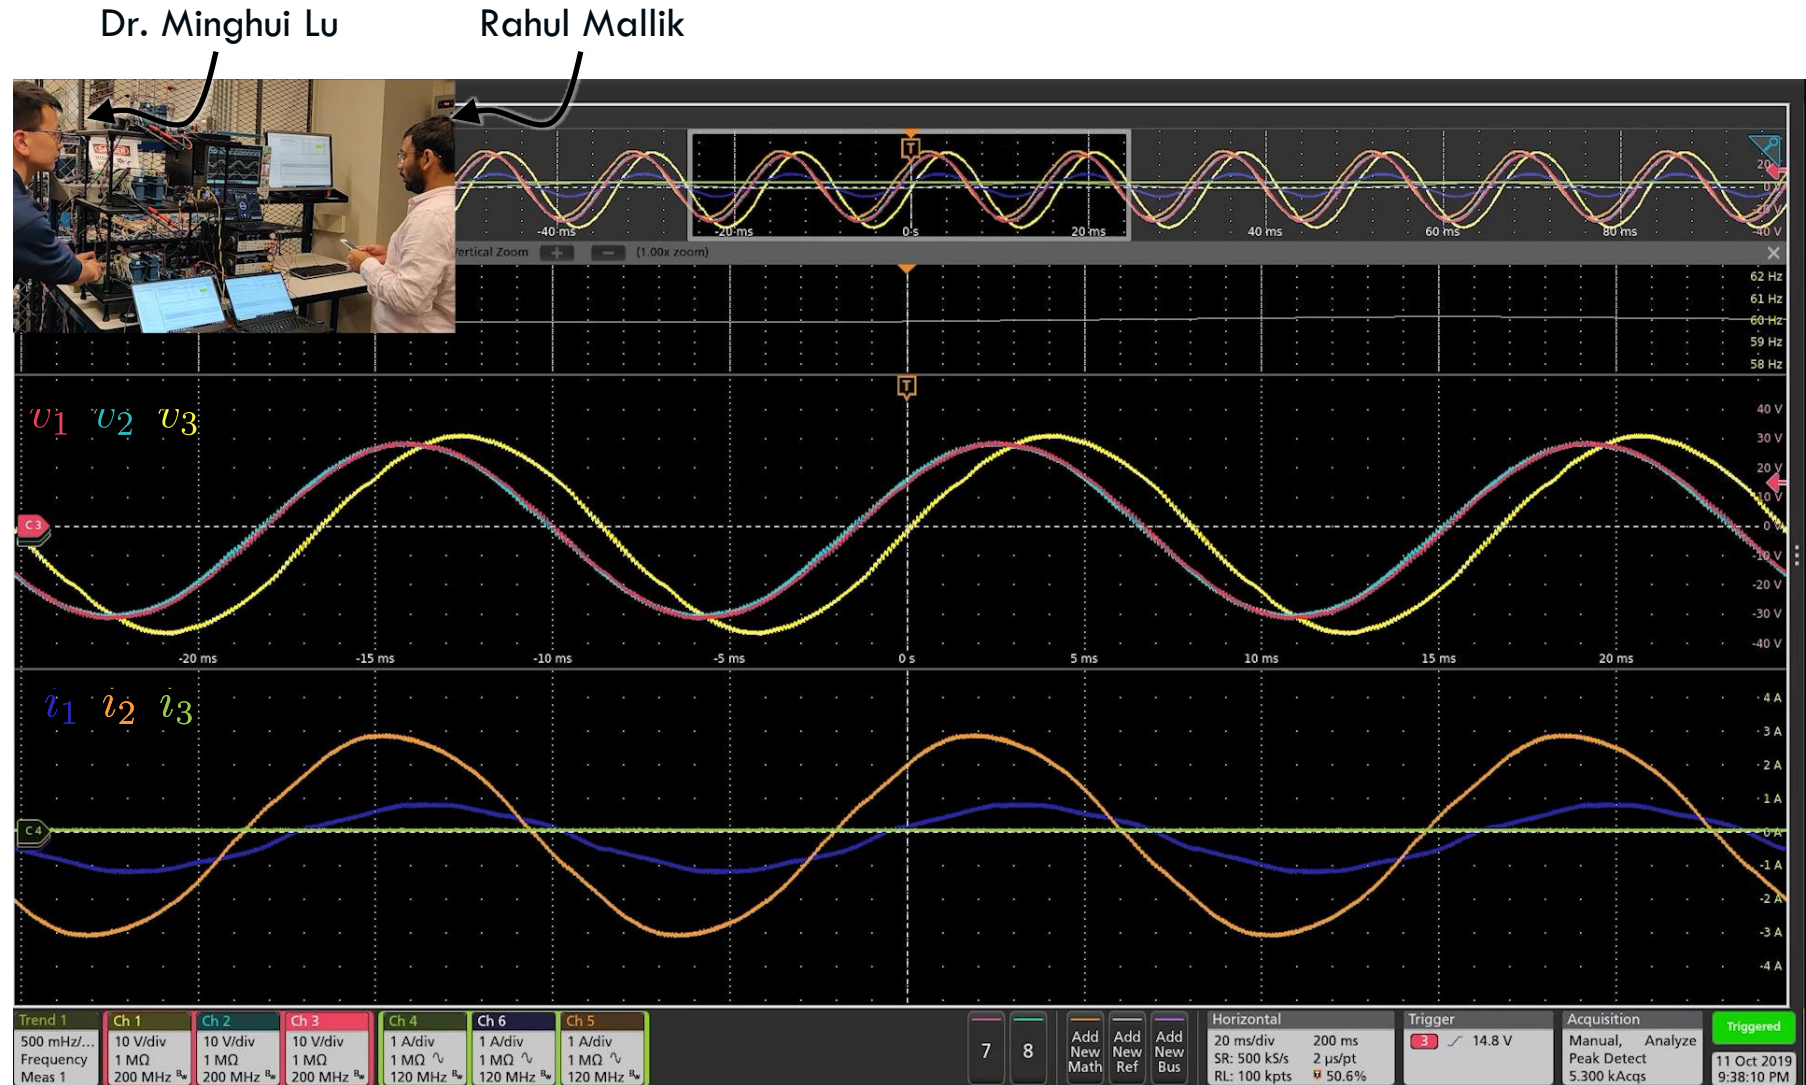 Dr. Minghui Lu
Rahul Mallik
-40 ms
-20 ms
0 s
20 ms
40 ms
60 ms
80 ms
20
0 V
-20 V
-40 V
Vertical Zoom + − (1.00x zoom)
62 Hz
61 Hz
60 Hz
59 Hz
58 Hz
T
T
v1 v2 v3
40 V
30 V
20 V
10 V
0 V
-10 V
-20 V
-30 V
-40 V
C3
-20 ms -15 ms -10 ms -5 ms 0 s 5 ms 10 ms 15 ms 20 ms
i1 i2 i3
4 A
3 A
2 A
1 A
0 A
-1 A
-2 A
-3 A
-4 A
C4
Trend 1
500 mHz/...
Frequency
Meas 1
Ch 1
10 V/div
1 MΩ
200 MHz Bw
Ch 2
10 V/div
1 MΩ
200 MHz Bw
Ch 3
10 V/div
1 MΩ
200 MHz Bw
Ch 4
1 A/div
1 MΩ
120 MHz Bw
Ch 6
1 A/div
1 MΩ
120 MHz Bw
Ch 5
1 A/div
1 MΩ
120 MHz Bw
7
8
Add
New
Math
Add
New
Ref
Add
New
Bus
Horizontal
20 ms/div 200 ms
SR: 500 kS/s 2 µs/pt
RL: 100 kpts T 50.6%
Trigger
3 14.8 V
Acquisition
Manual, Analyze
Peak Detect
5.300 kAcqs
Triggered
11 Oct 2019
9:38:10 PM